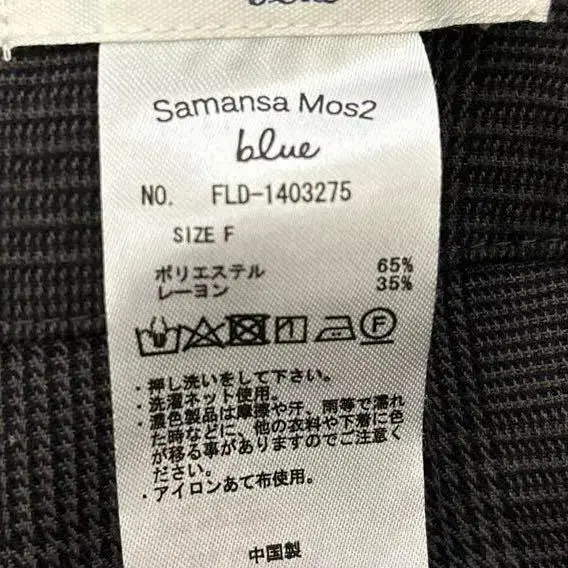 Samansa Mos2
blue
NO. FLD-1403275
SIZE F
ポリエステル 65%
レーヨン 35%
F
・押し洗いをして下さい。
・洗濯ネット使用。
・濃色製品は摩擦や汗、雨等で濡れ
た時などに、他の衣料や下着に色
が移る事がありますのでご注意く
ださい。
・アイロンあて布使用。
中国製